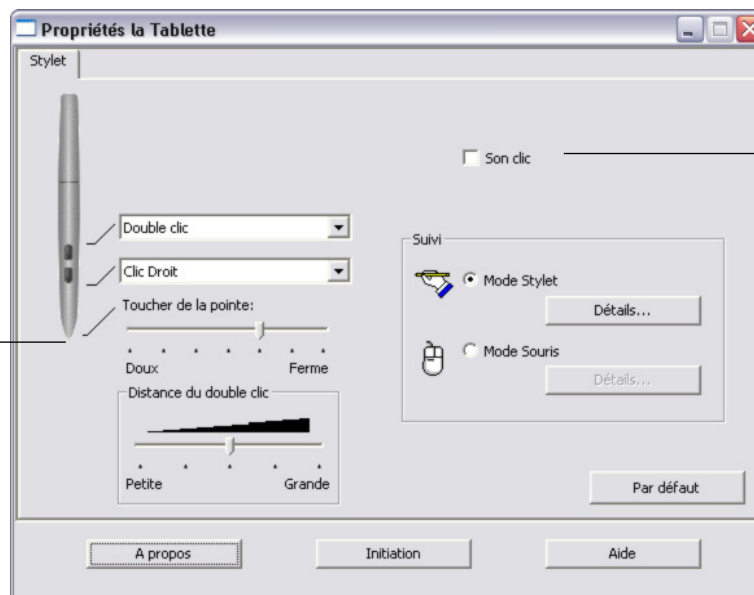 Propriétés la Tablette
Stylet
Son clic
Double clic
Clic Droit
Toucher de la pointe:
Doux Ferme
Distance du double clic
Petite Grande
Suivi
Mode Stylet
Détails...
Mode Souris
Détails...
Par défaut
A propos Initiation Aide